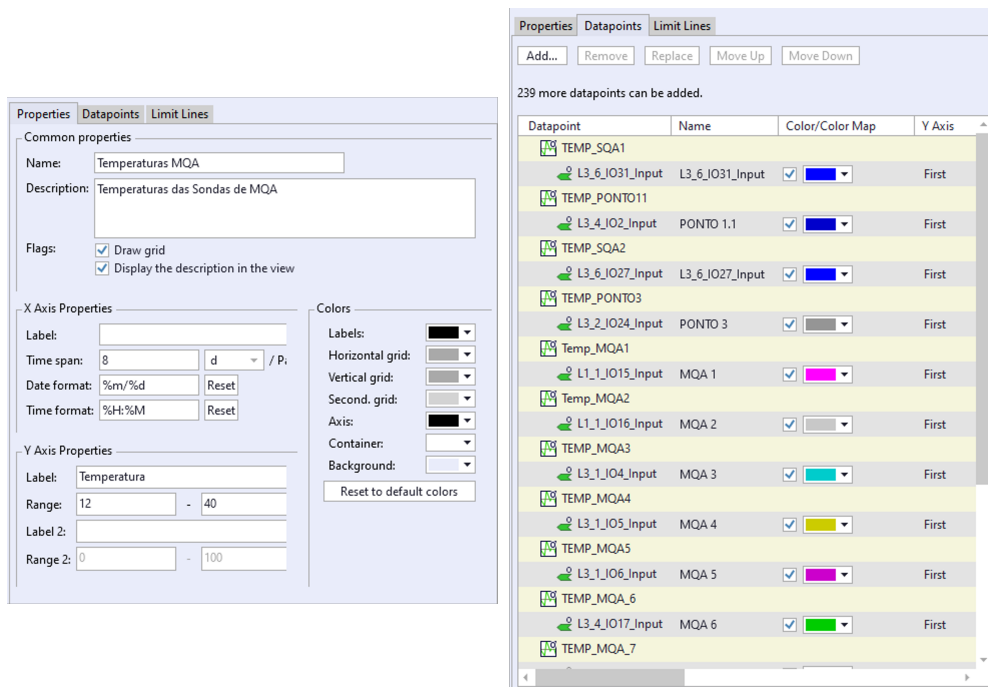 Properties Datapoints Limit Lines
Common properties
Name: Temperaturas MQA
Description: Temperaturas das Sondas de MQA
Flags: Draw grid
Display the description in the view
X Axis Properties
Label:
Time span: 8 d / Pa
Date format: %m/%d Reset
Time format: %H:%M Reset
Y Axis Properties
Label: Temperatura
Range: 12 - 40
Label 2:
Range 2: 0 - 100
Colors
Labels:
Horizontal grid:
Vertical grid:
Second. grid:
Axis:
Container:
Background:
Reset to default colors
Properties Datapoints Limit Lines
Add... Remove Replace Move Up Move Down
239 more datapoints can be added.
Datapoint Name Color/Color Map Y Axis
TEMP_SQA1
L3_6_IO31_Input L3_6_IO31_Input First
TEMP_PONTO11
L3_4_IO2_Input PONTO 1.1 First
TEMP_SQA2
L3_6_IO27_Input L3_6_IO27_Input First
TEMP_PONTO3
L3_2_IO24_Input PONTO 3 First
Temp_MQA1
L1_1_IO15_Input MQA 1 First
Temp_MQA2
L1_1_IO16_Input MQA 2 First
TEMP_MQA3
L3_1_IO4_Input MQA 3 First
TEMP_MQA4
L3_1_IO5_Input MQA 4 First
TEMP_MQA5
L3_1_IO6_Input MQA 5 First
TEMP_MQA_6
L3_4_IO17_Input MQA 6 First
TEMP_MQA_7